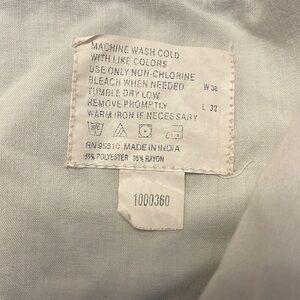 MACHINE WASH COLD
WITH LIKE COLORS
USE ONLY NON-CHLORINE
BLEACH WHEN NEEDED W 38
TUMBLE DRY LOW
REMOVE PROMPTLY L 32
WARM IRON IF NECESSARY
RN 95810 MADE IN INDIA
65% POLYESTER 35% RAYON
1000360